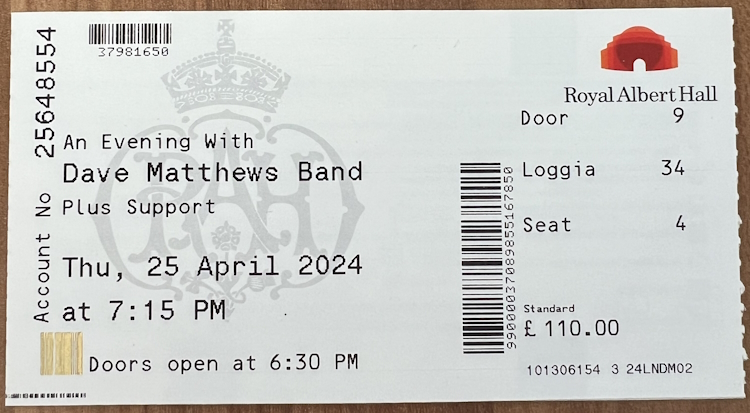 37981650
Account No 25648554
Royal Albert Hall
An Evening With
Dave Matthews Band
Plus Support
Thu, 25 April 2024
at 7:15 PM
Doors open at 6:30 PM
Door 9
Loggia 34
Seat 4
9900003708985516785​0
Standard
£ 110.00
101306154 3 24LNDM02